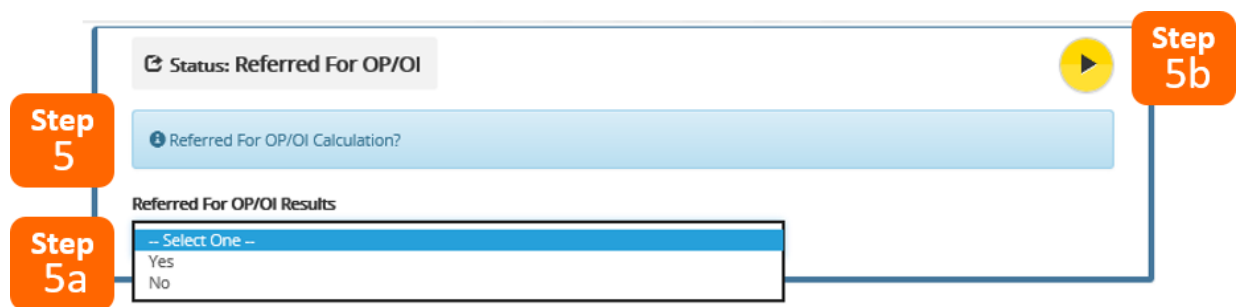 Status: Referred For OP/OI
Step
5b
Step
5
Referred For OP/OI Calculation?
Referred For OP/OI Results
Step
5a
-- Select One --
Yes
No